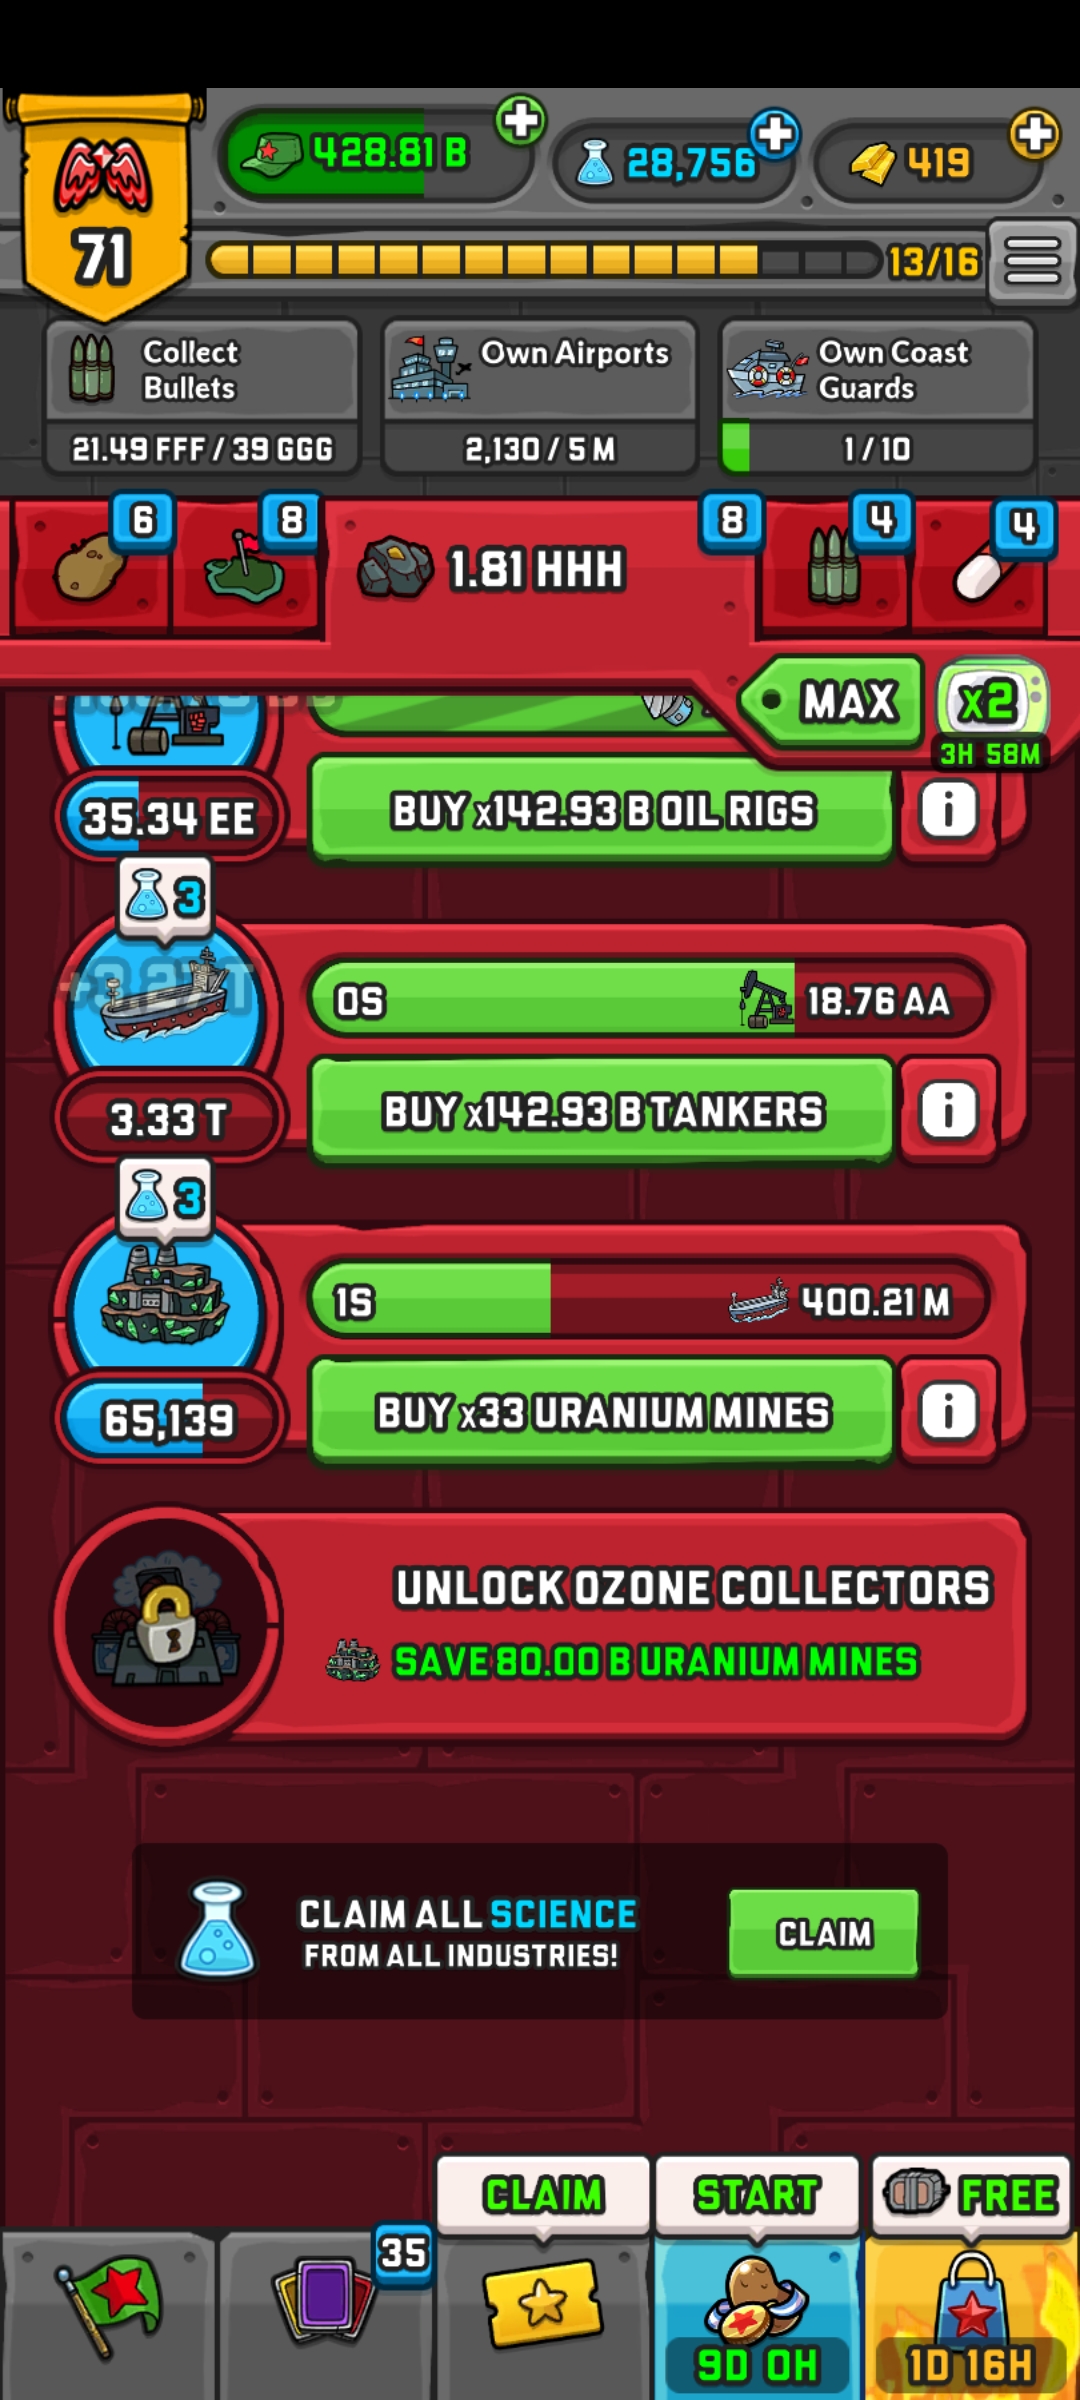 428.81 B
28,756
419
71
13/16
Collect
Bullets
Own Airports
Own Coast
Guards
21.49 FFF / 39 GGG
2,130 / 5 M
1 / 10
6
8
1.81 HHH
8
4
4
MAX
x2
3H 58M
35.34 EE
BUY x142.93 B OIL RIGS
i
3
+3.27 T
0S
18.76 AA
3.33 T
BUY x142.93 B TANKERS
i
3
1S
400.21 M
65,139
BUY x33 URANIUM MINES
i
UNLOCK OZONE COLLECTORS
SAVE 80.00 B URANIUM MINES
CLAIM ALL SCIENCE
FROM ALL INDUSTRIES!
CLAIM
CLAIM
START
FREE
35
9D 0H
1D 16H